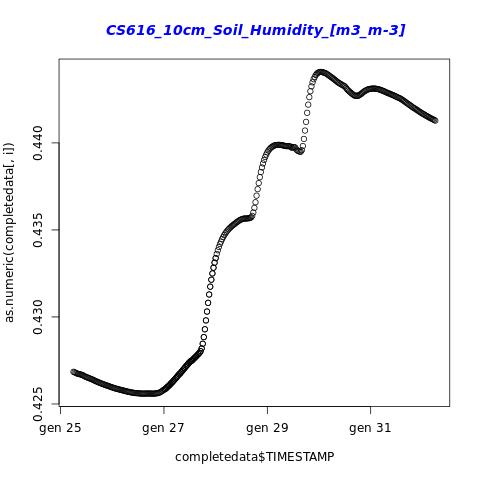 CS616_10cm_Soil_Humidity_[m3_m-3]
as.numeric(completedata[, i])
0.440
0.435
0.430
0.425
gen 25 gen 27 gen 29 gen 31
completedata$TIMESTAMP